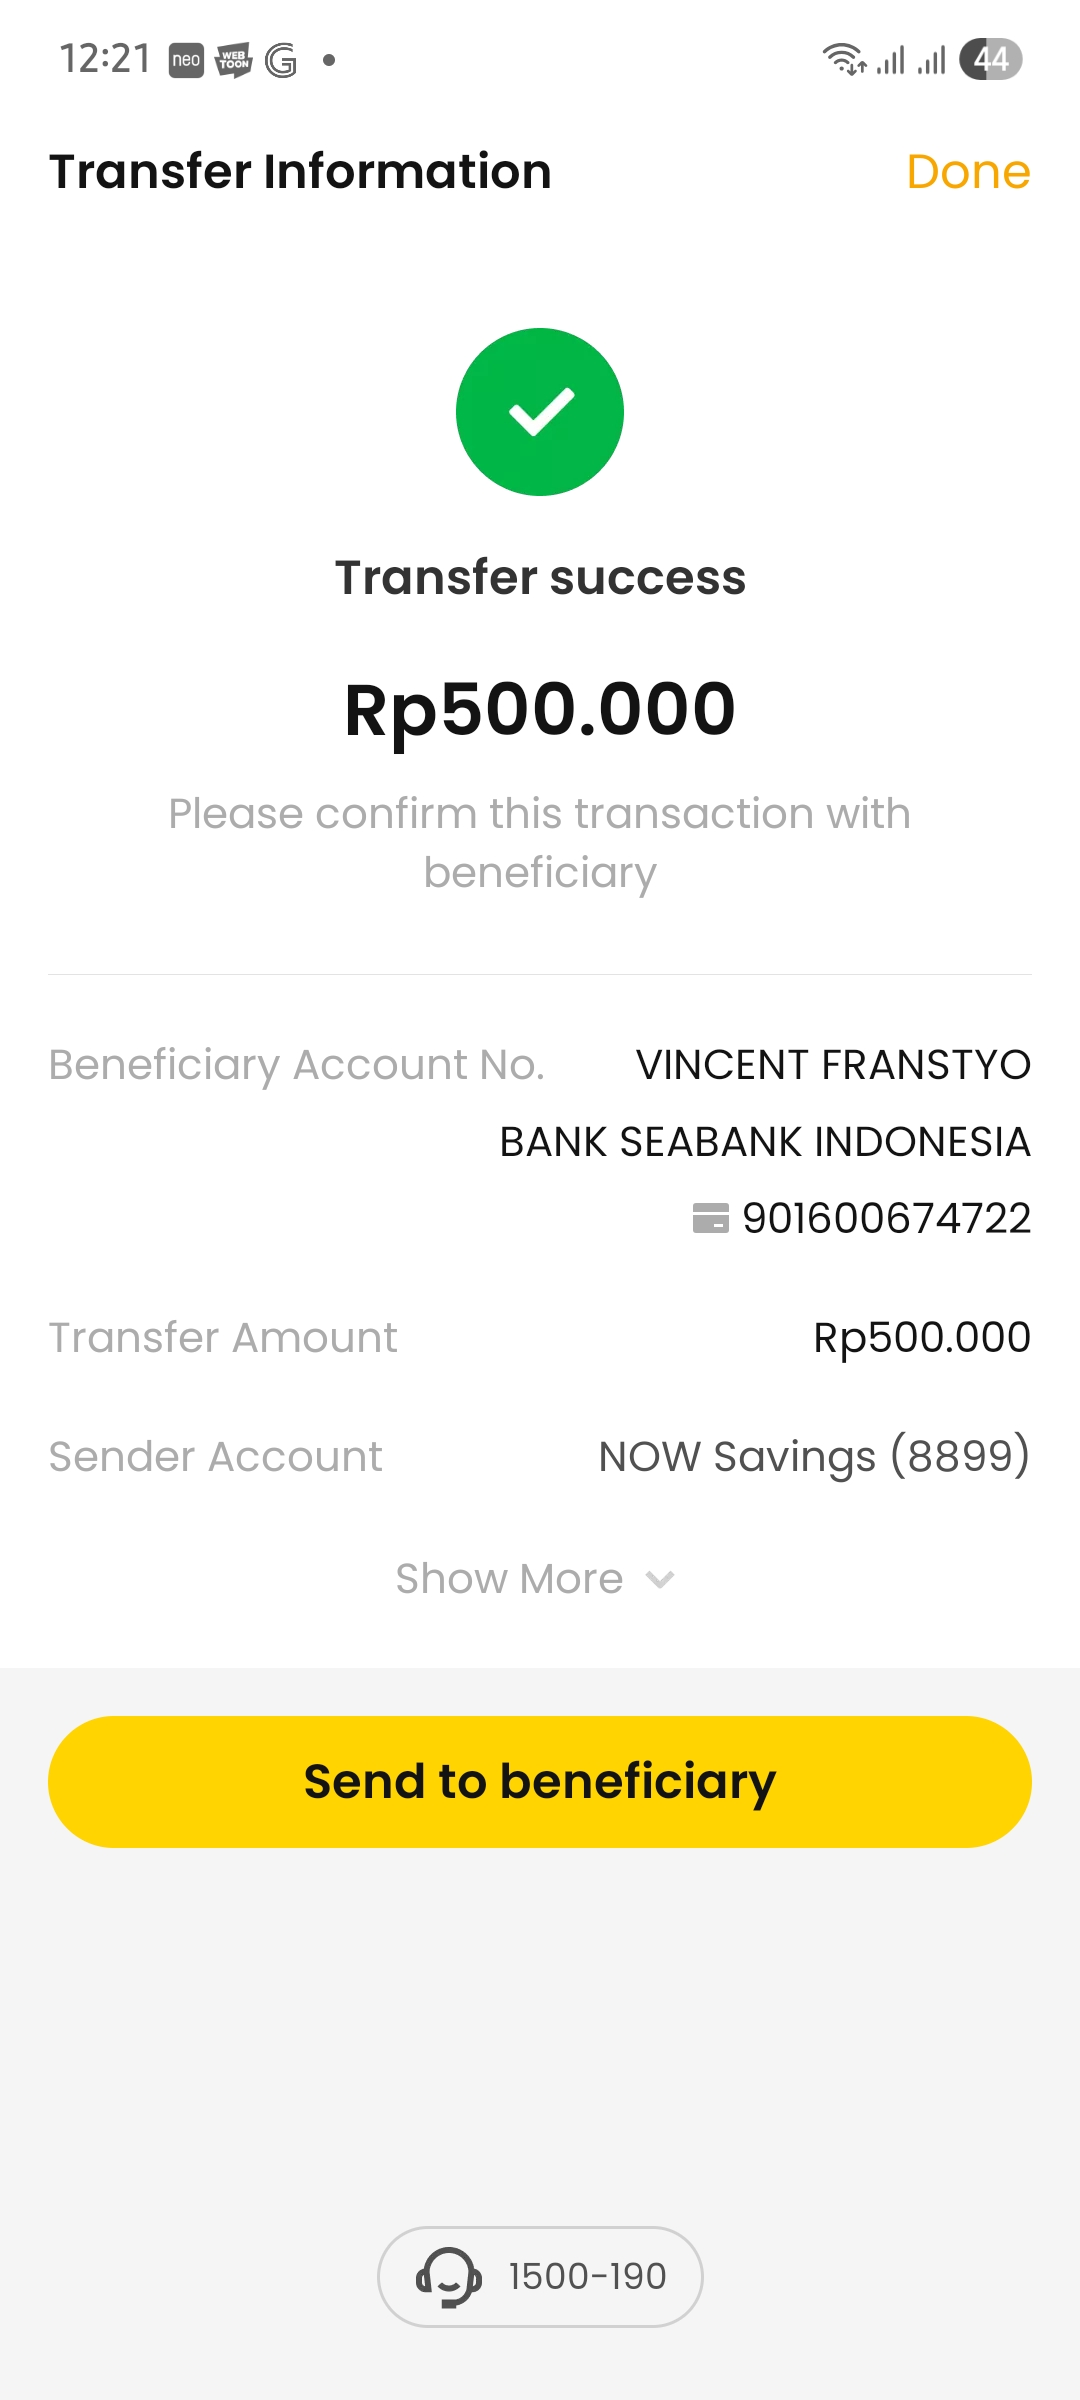 12:21 neo WEB TOON G 44
Transfer Information Done
Transfer success
Rp500.000
Please confirm this transaction with
beneficiary
Beneficiary Account No. VINCENT FRANSTYO
BANK SEABANK INDONESIA
901600674722
Transfer Amount Rp500.000
Sender Account NOW Savings (8899)
Show More
Send to beneficiary
1500-190